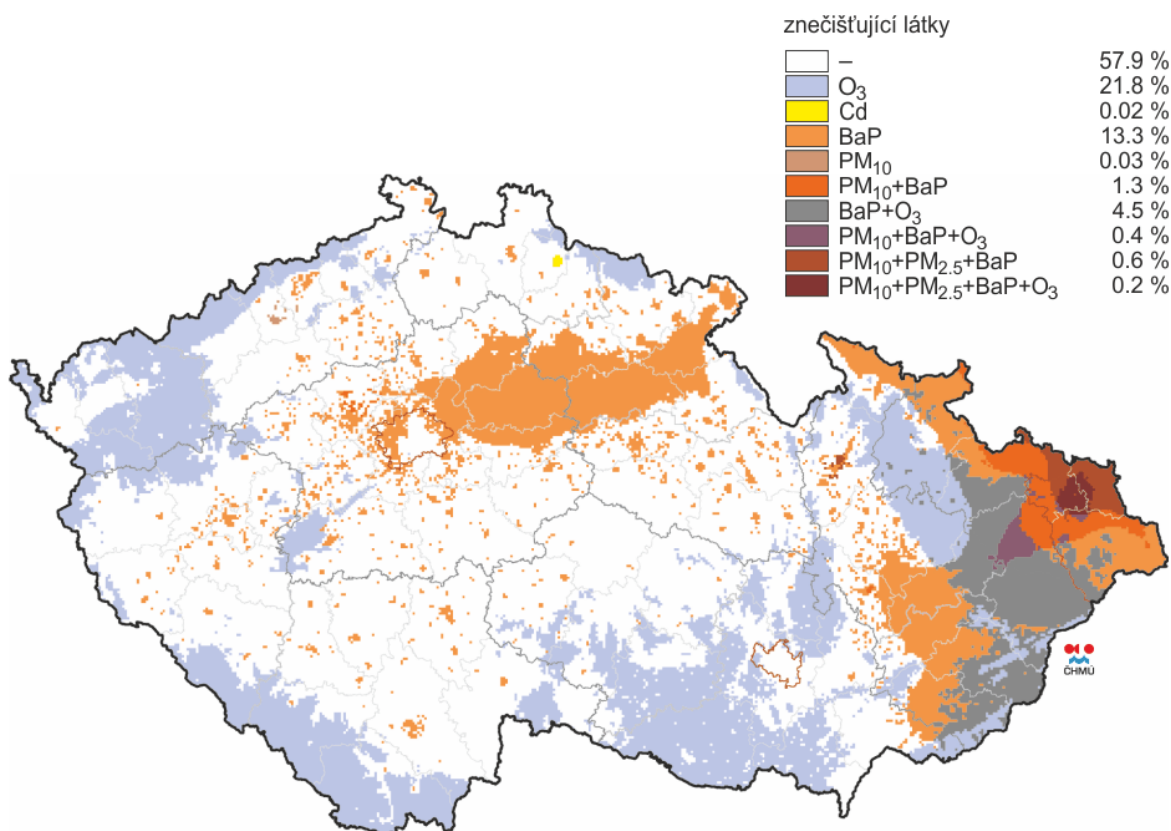 znečišťující látky
– 57.9 %
O₃ 21.8 %
Cd 0.02 %
BaP 13.3 %
PM₁₀ 0.03 %
PM₁₀+BaP 1.3 %
BaP+O₃ 4.5 %
PM₁₀+BaP+O₃ 0.4 %
PM₁₀+PM₂.₅+BaP 0.6 %
PM₁₀+PM₂.₅+BaP+O₃ 0.2 %
ČHMÚ